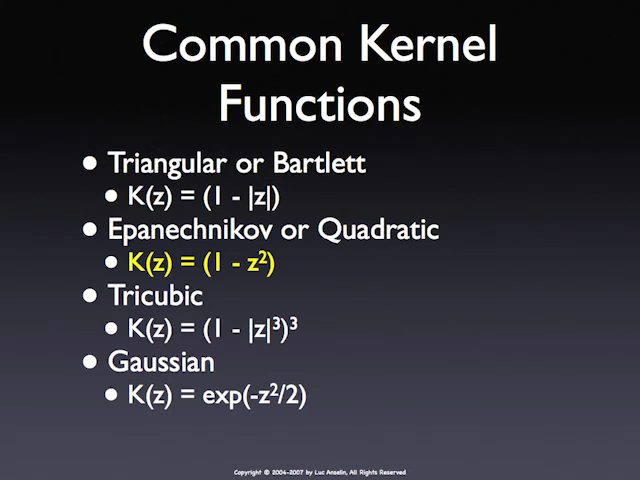 Common Kernel
Functions
• Triangular or Bartlett
• K(z) = (1 - |z|)
• Epanechnikov or Quadratic
• K(z) = (1 - z²)
• Tricubic
• K(z) = (1 - |z|³)³
• Gaussian
• K(z) = exp(-z²/2)
Copyright © 2004-2007 by Luc Anselin, All Rights Reserved